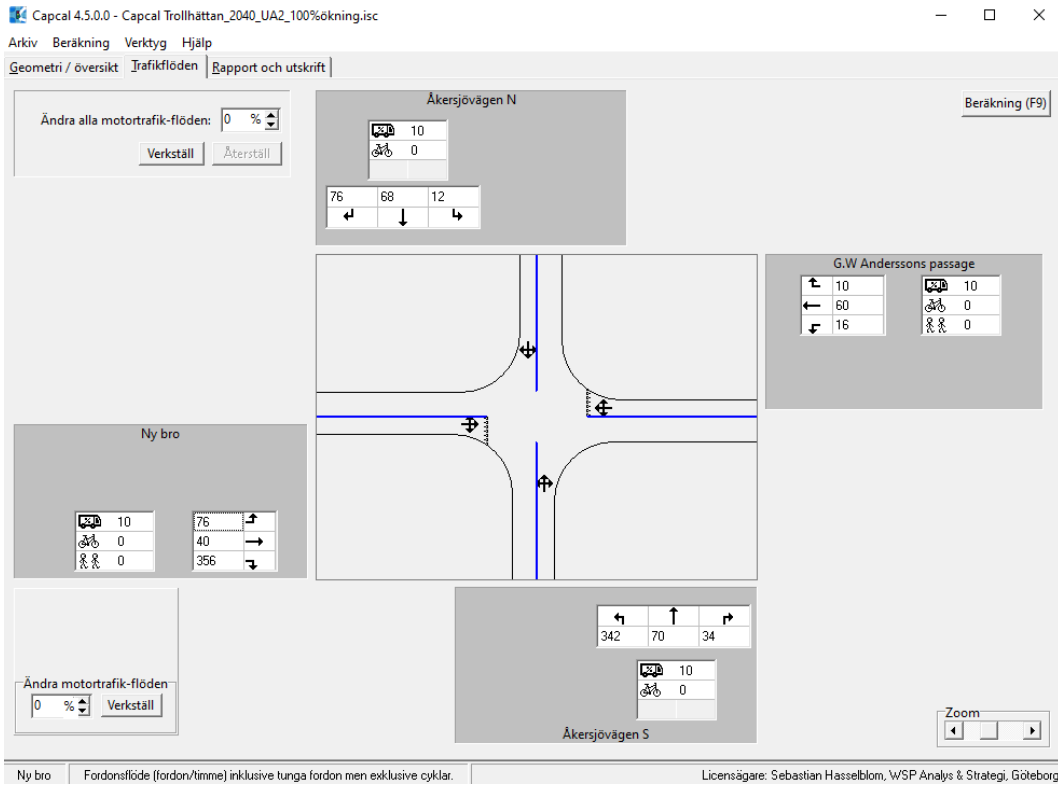 Capcal 4.5.0.0 - Capcal Trollhättan_2040_UA2_100%ökning.isc
Arkiv Beräkning Verktyg Hjälp
Geometri / översikt Trafikflöden Rapport och utskrift
Ändra alla motortrafik-flöden: 0 %
Verkställ Återställ
Åkersjövägen N
10
0
76 68 12
Beräkning (F9)
G.W Anderssons passage
10 10
60 0
16 0
Ny bro
10 76
0 40
0 356
342 70 34
10
0
Åkersjövägen S
Ändra motortrafik-flöden
0 % Verkställ
Zoom
Ny bro Fordonsflöde (fordon/timme) inklusive tunga fordon men exklusive cyklar. Licensägare: Sebastian Hasselblom, WSP Analys & Strategi, Göteborg